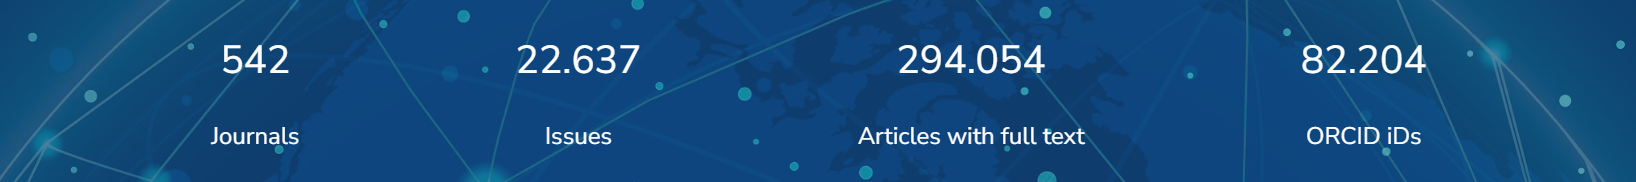 542 22.637 294.054 82.204
Journals Issues Articles with full text ORCID iDs